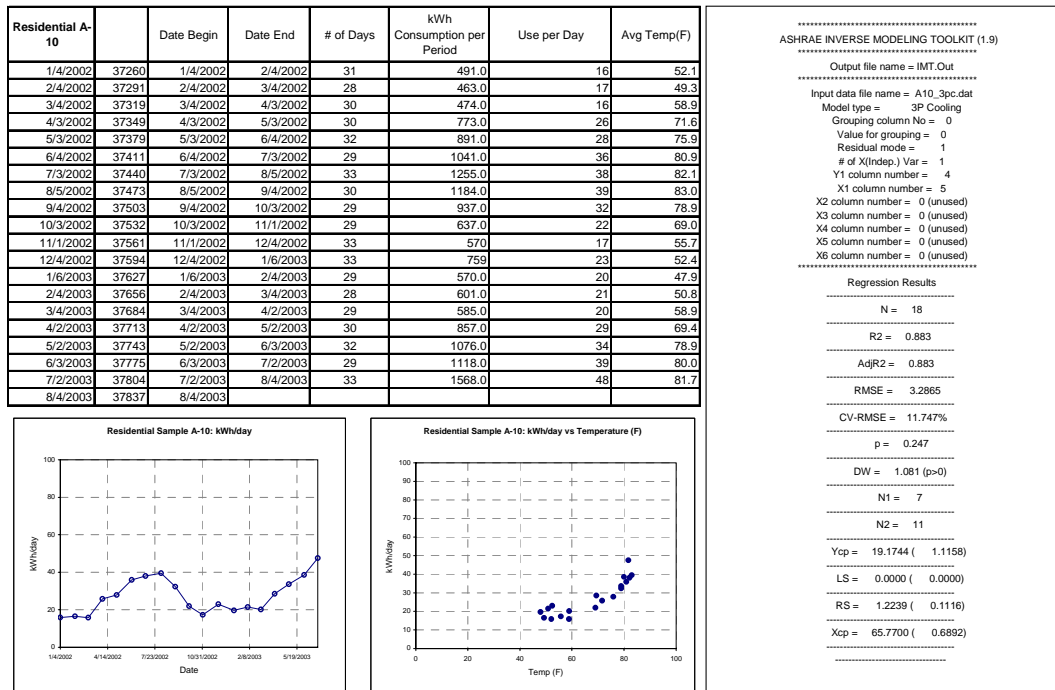 Residential A-10 | | Date Begin | Date End | # of Days | kWh Consumption per Period | Use per Day | Avg Temp(F)
1/4/2002 37260 1/4/2002 2/4/2002 31 491.0 16 52.1
2/4/2002 37291 2/4/2002 3/4/2002 28 463.0 17 49.3
3/4/2002 37319 3/4/2002 4/3/2002 30 474.0 16 58.9
4/3/2002 37349 4/3/2002 5/3/2002 30 773.0 26 71.6
5/3/2002 37379 5/3/2002 6/4/2002 32 891.0 28 75.9
6/4/2002 37411 6/4/2002 7/3/2002 29 1041.0 36 80.9
7/3/2002 37440 7/3/2002 8/5/2002 33 1255.0 38 82.1
8/5/2002 37473 8/5/2002 9/4/2002 30 1184.0 39 83.0
9/4/2002 37503 9/4/2002 10/3/2002 29 937.0 32 78.9
10/3/2002 37532 10/3/2002 11/1/2002 29 637.0 22 69.0
11/1/2002 37561 11/1/2002 12/4/2002 33 570 17 55.7
12/4/2002 37594 12/4/2002 1/6/2003 33 759 23 52.4
1/6/2003 37627 1/6/2003 2/4/2003 29 570.0 20 47.9
2/4/2003 37656 2/4/2003 3/4/2003 28 601.0 21 50.8
3/4/2003 37684 3/4/2003 4/2/2003 29 585.0 20 58.9
4/2/2003 37713 4/2/2003 5/2/2003 30 857.0 29 69.4
5/2/2003 37743 5/2/2003 6/3/2003 32 1076.0 34 78.9
6/3/2003 37775 6/3/2003 7/2/2003 29 1118.0 39 80.0
7/2/2003 37804 7/2/2003 8/4/2003 33 1568.0 48 81.7
8/4/2003 37837 8/4/2003
Residential Sample A-10: kWh/day
kWh/day
100
80
60
40
20
0
1/4/2002 4/14/2002 7/23/2002 10/31/2002 2/8/2003 5/19/2003
Date
Residential Sample A-10: kWh/day vs Temperature (F)
kWh/day
100
90
80
70
60
50
40
30
20
10
0
0 20 40 60 80 100
Temp (F)
********************************************
ASHRAE INVERSE MODELING TOOLKIT (1.9)
********************************************
Output file name = IMT.Out
********************************************
Input data file name = A10_3pc.dat
Model type = 3P Cooling
Grouping column No = 0
Value for grouping = 0
Residual mode = 1
# of X(Indep.) Var = 1
Y1 column number = 4
X1 column number = 5
X2 column number = 0 (unused)
X3 column number = 0 (unused)
X4 column number = 0 (unused)
X5 column number = 0 (unused)
X6 column number = 0 (unused)
********************************************
Regression Results
--------------------------------------
N = 18
--------------------------------------
R2 = 0.883
--------------------------------------
AdjR2 = 0.883
--------------------------------------
RMSE = 3.2865
--------------------------------------
CV-RMSE = 11.747%
--------------------------------------
p = 0.247
--------------------------------------
DW = 1.081 (p>0)
--------------------------------------
N1 = 7
--------------------------------------
N2 = 11
--------------------------------------
Ycp = 19.1744 ( 1.1158)
--------------------------------------
LS = 0.0000 ( 0.0000)
--------------------------------------
RS = 1.2239 ( 0.1116)
--------------------------------------
Xcp = 65.7700 ( 0.6892)
--------------------------------------
---------------------------------